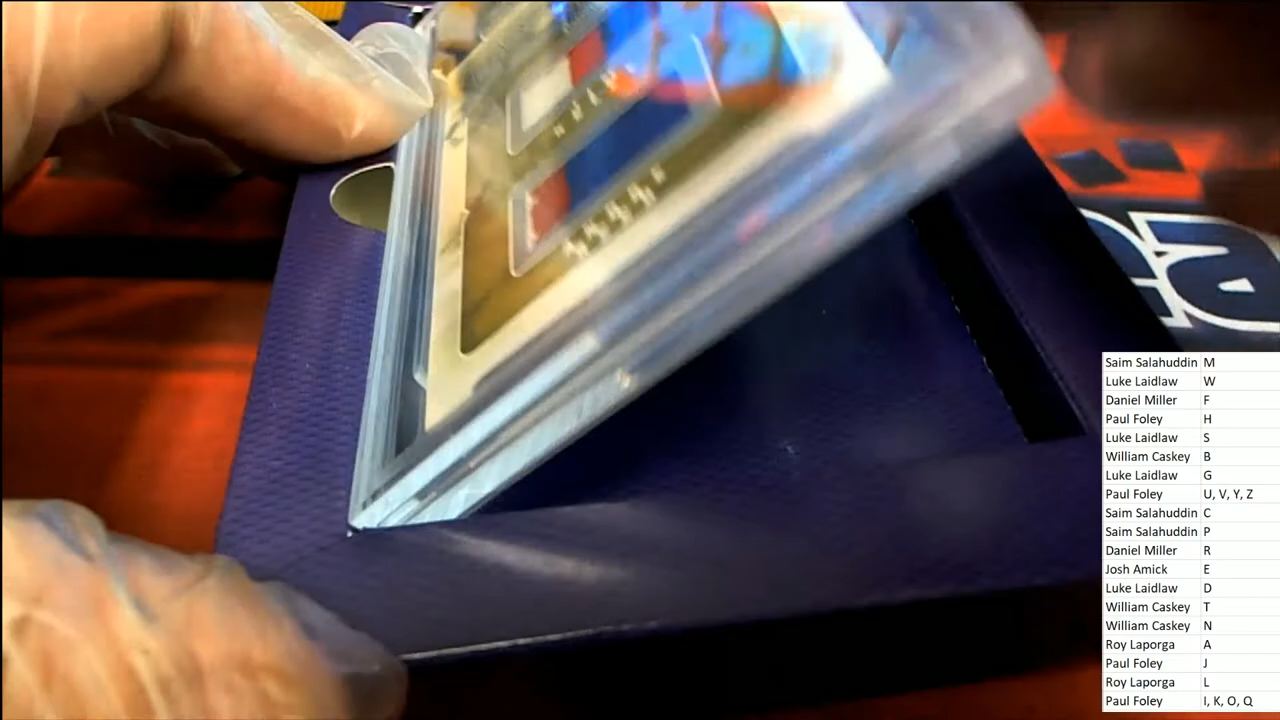 Saim Salahuddin M
Luke Laidlaw W
Daniel Miller F
Paul Foley H
Luke Laidlaw S
William Caskey B
Luke Laidlaw G
Paul Foley U, V, Y, Z
Saim Salahuddin C
Saim Salahuddin P
Daniel Miller R
Josh Amick E
Luke Laidlaw D
William Caskey T
William Caskey N
Roy Laporga A
Paul Foley J
Roy Laporga L
Paul Foley I, K, O, Q